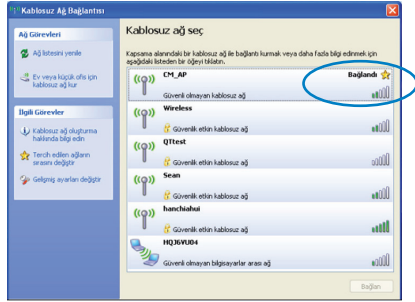 Kablosuz Ağ Bağlantısı
Ağ Görevleri
Ağ listesini yenile
Ev veya küçük ofis için
kablosuz ağ kur
İlgili Görevler
Kablosuz ağ oluşturma
hakkında bilgi edin
Tercih edilen ağların
sırasını değiştir
Gelişmiş ayarları değiştir
Kablosuz ağ seç
Kapsama alanındaki bir kablosuz ağ ile bağlantı kurmak veya daha fazla bilgi edinmek için
aşağıdaki listeden bir öğeyi tıklatın.
CM_AP
Bağlandı
Güvenli olmayan kablosuz ağ
Wireless
Güvenlik etkin kablosuz ağ
QTtest
Güvenlik etkin kablosuz ağ
Sean
Güvenlik etkin kablosuz ağ
hanchiahui
Güvenlik etkin kablosuz ağ
HQJ6VU04
Güvenli olmayan bilgisayarlar arası ağ
Bağlan